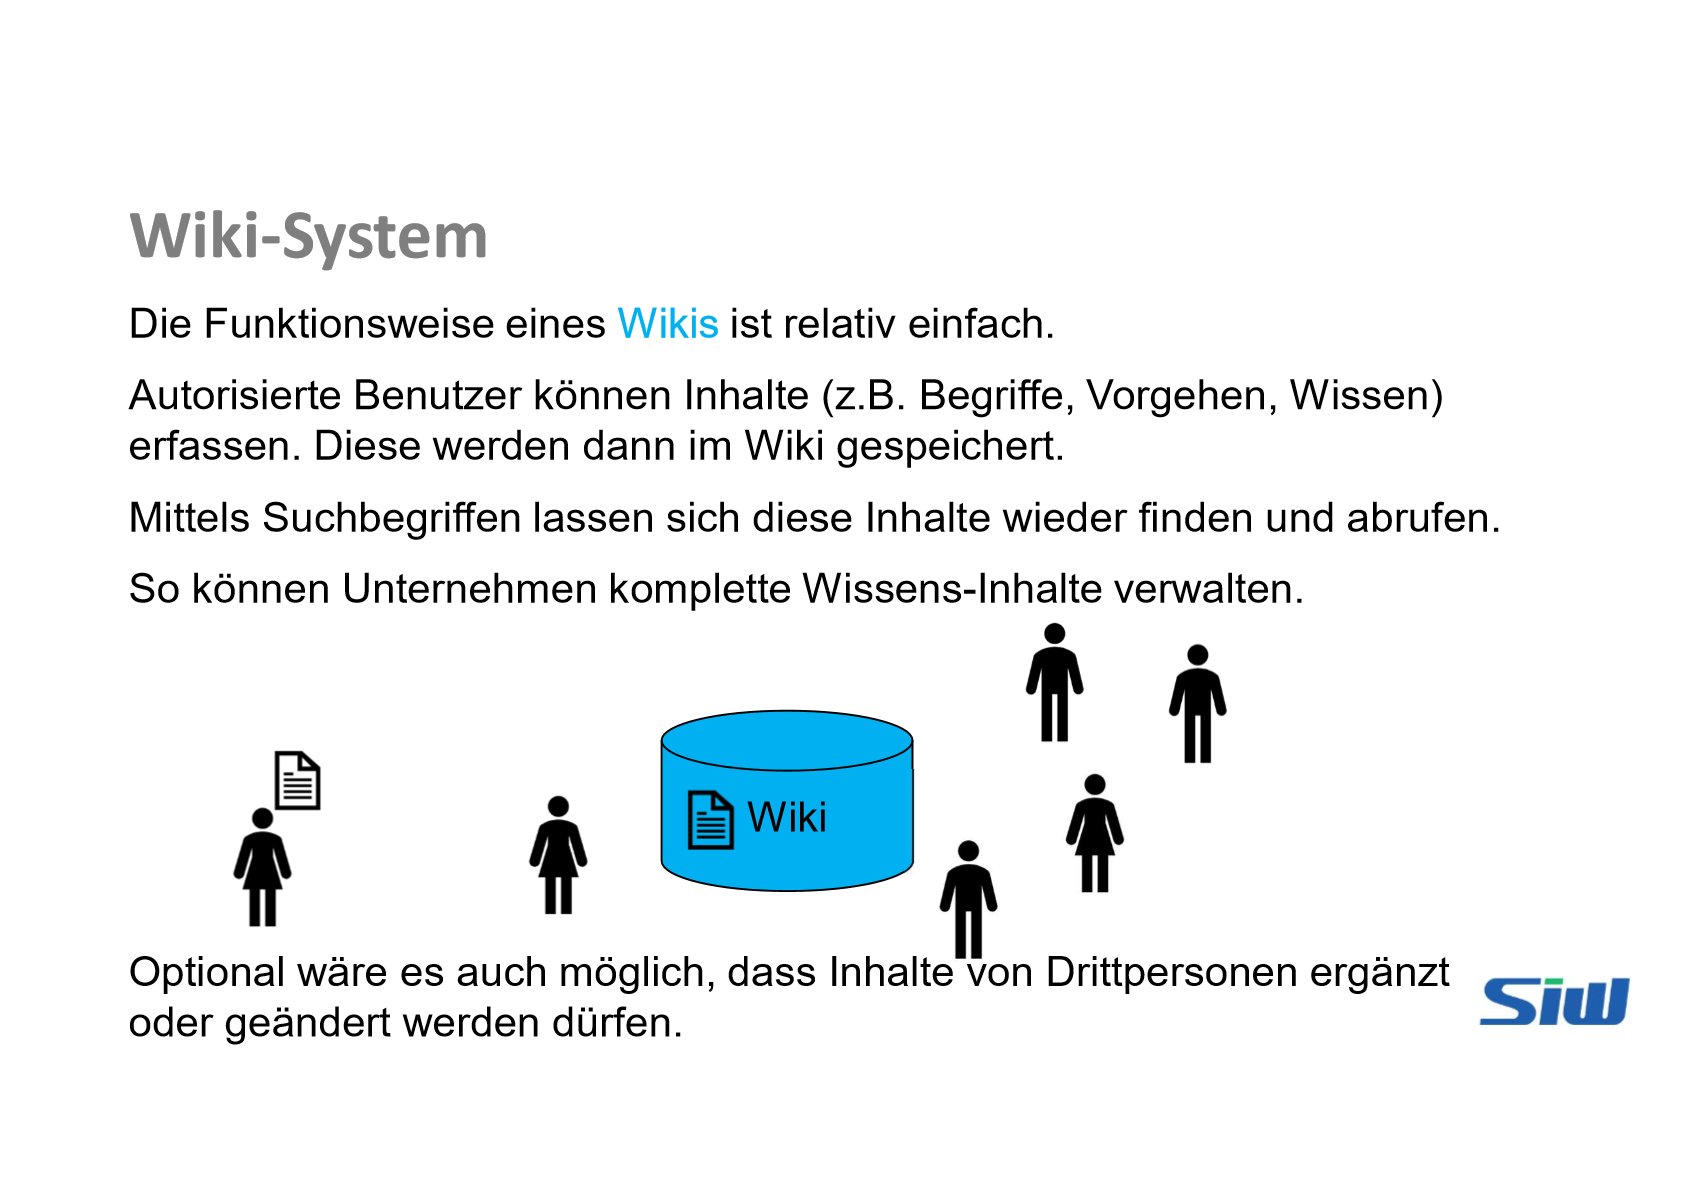 Wiki-System
Die Funktionsweise eines Wikis ist relativ einfach.
Autorisierte Benutzer können Inhalte (z.B. Begriffe, Vorgehen, Wissen)
erfassen. Diese werden dann im Wiki gespeichert.
Mittels Suchbegriffen lassen sich diese Inhalte wieder finden und abrufen.
So können Unternehmen komplette Wissens-Inhalte verwalten.
Wiki
Optional wäre es auch möglich, dass Inhalte von Drittpersonen ergänzt
oder geändert werden dürfen.
Siw